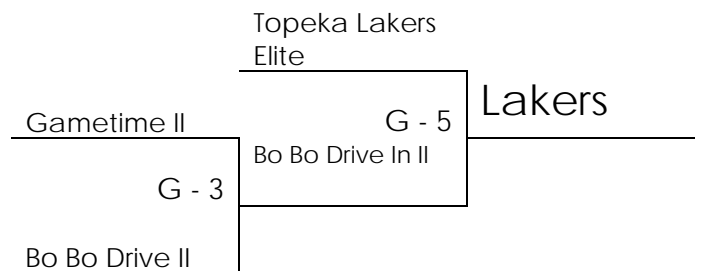 Topeka Lakers
Elite
Lakers
Gametime II
G - 5
Bo Bo Drive In II
G - 3
Bo Bo Drive II